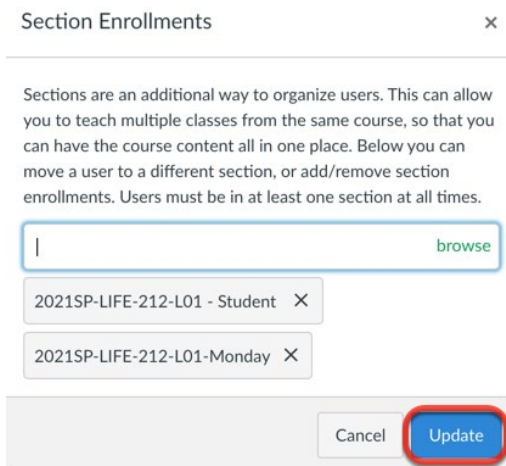 Section Enrollments ×
Sections are an additional way to organize users. This can allow
you to teach multiple classes from the same course, so that you
can have the course content all in one place. Below you can
move a user to a different section, or add/remove section
enrollments. Users must be in at least one section at all times.
browse
2021SP-LIFE-212-L01 - Student ×
2021SP-LIFE-212-L01-Monday ×
Cancel Update